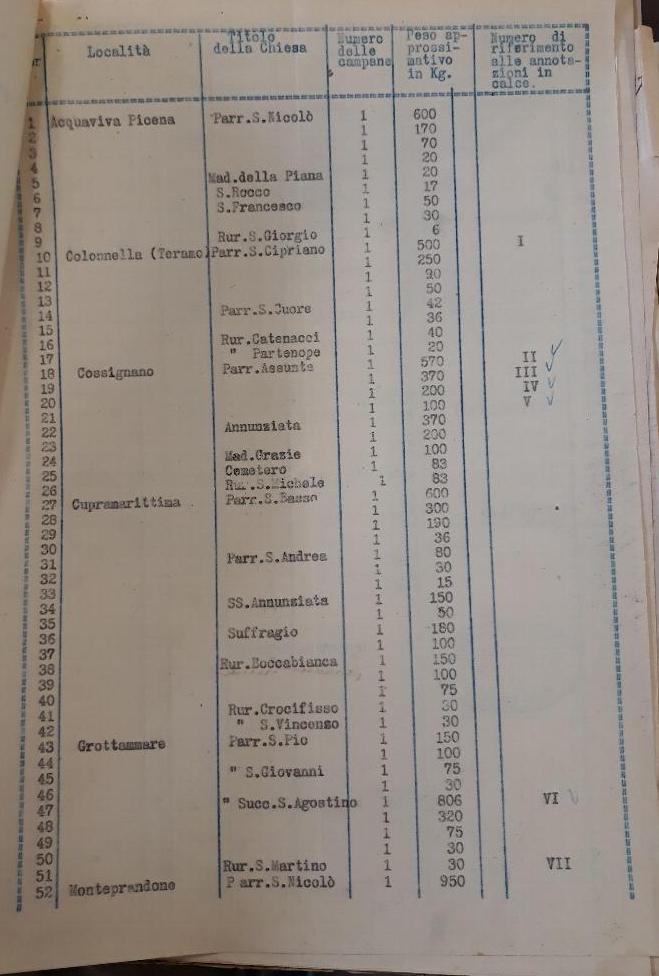 Località Titolo della Chiesa Numero delle campane Peso approssimativo in Kg. Numero di riferimento alle annotazioni in calce.
1 Acquaviva Picena Parr.S.Nicolò 1 600
2 1 170
3 1 70
4 1 20
5 Mad.della Piana 1 20
6 S.Rocco 1 17
7 S.Francesco 1 50
8 1 30
9 Rur.S.Giorgio 1 6
10 Colonnella (Teramo) Parr.S.Cipriano 1 500 I
11 1 250
12 1 90
13 1 50
14 Parr.S.Cuore 1 42
15 1 36
16 Rur.Catenacci 1 40
17 " Partenope 1 20
18 Cossignano Parr.Assunta 1 570 II
19 1 370 III
20 1 200 IV
21 1 100 V
22 Annunziata 1 370
23 1 200
24 Mad.Grazie 1 100
25 Cemetero 1 83
26 Rur.S.Michele 1 83
27 Cupramarittima Parr.S.Basso 1 600
28 1 300
29 1 190
30 1 36
31 Parr.S.Andrea 1 80
32 1 30
33 1 15
34 SS.Annunziata 1 150
35 1 50
36 Suffragio 1 180
37 1 100
38 Rur.Boccabianca 1 150
39 1 100
40 1 75
41 Rur.Crocifisso 1 30
42 " S.Vincenzo 1 30
43 Grottammare Parr.S.Pio 1 150
44 1 100
45 " S.Giovanni 1 75
46 1 30
47 " Succ.S.Agostino 1 806 VI
48 1 320
49 1 75
50 1 30
51 Rur.S.Martino 1 30 VII
52 Monteprandone Parr.S.Nicolò 1 950